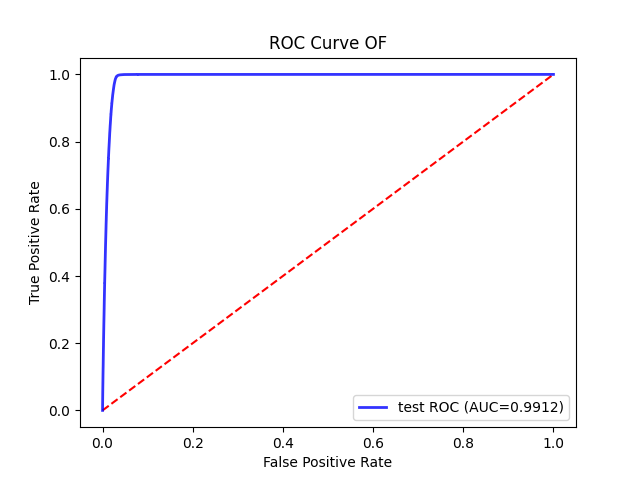 ROC Curve OF
True Positive Rate
1.0
0.8
0.6
0.4
0.2
0.0
test ROC (AUC=0.9912)
0.0 0.2 0.4 0.6 0.8 1.0
False Positive Rate